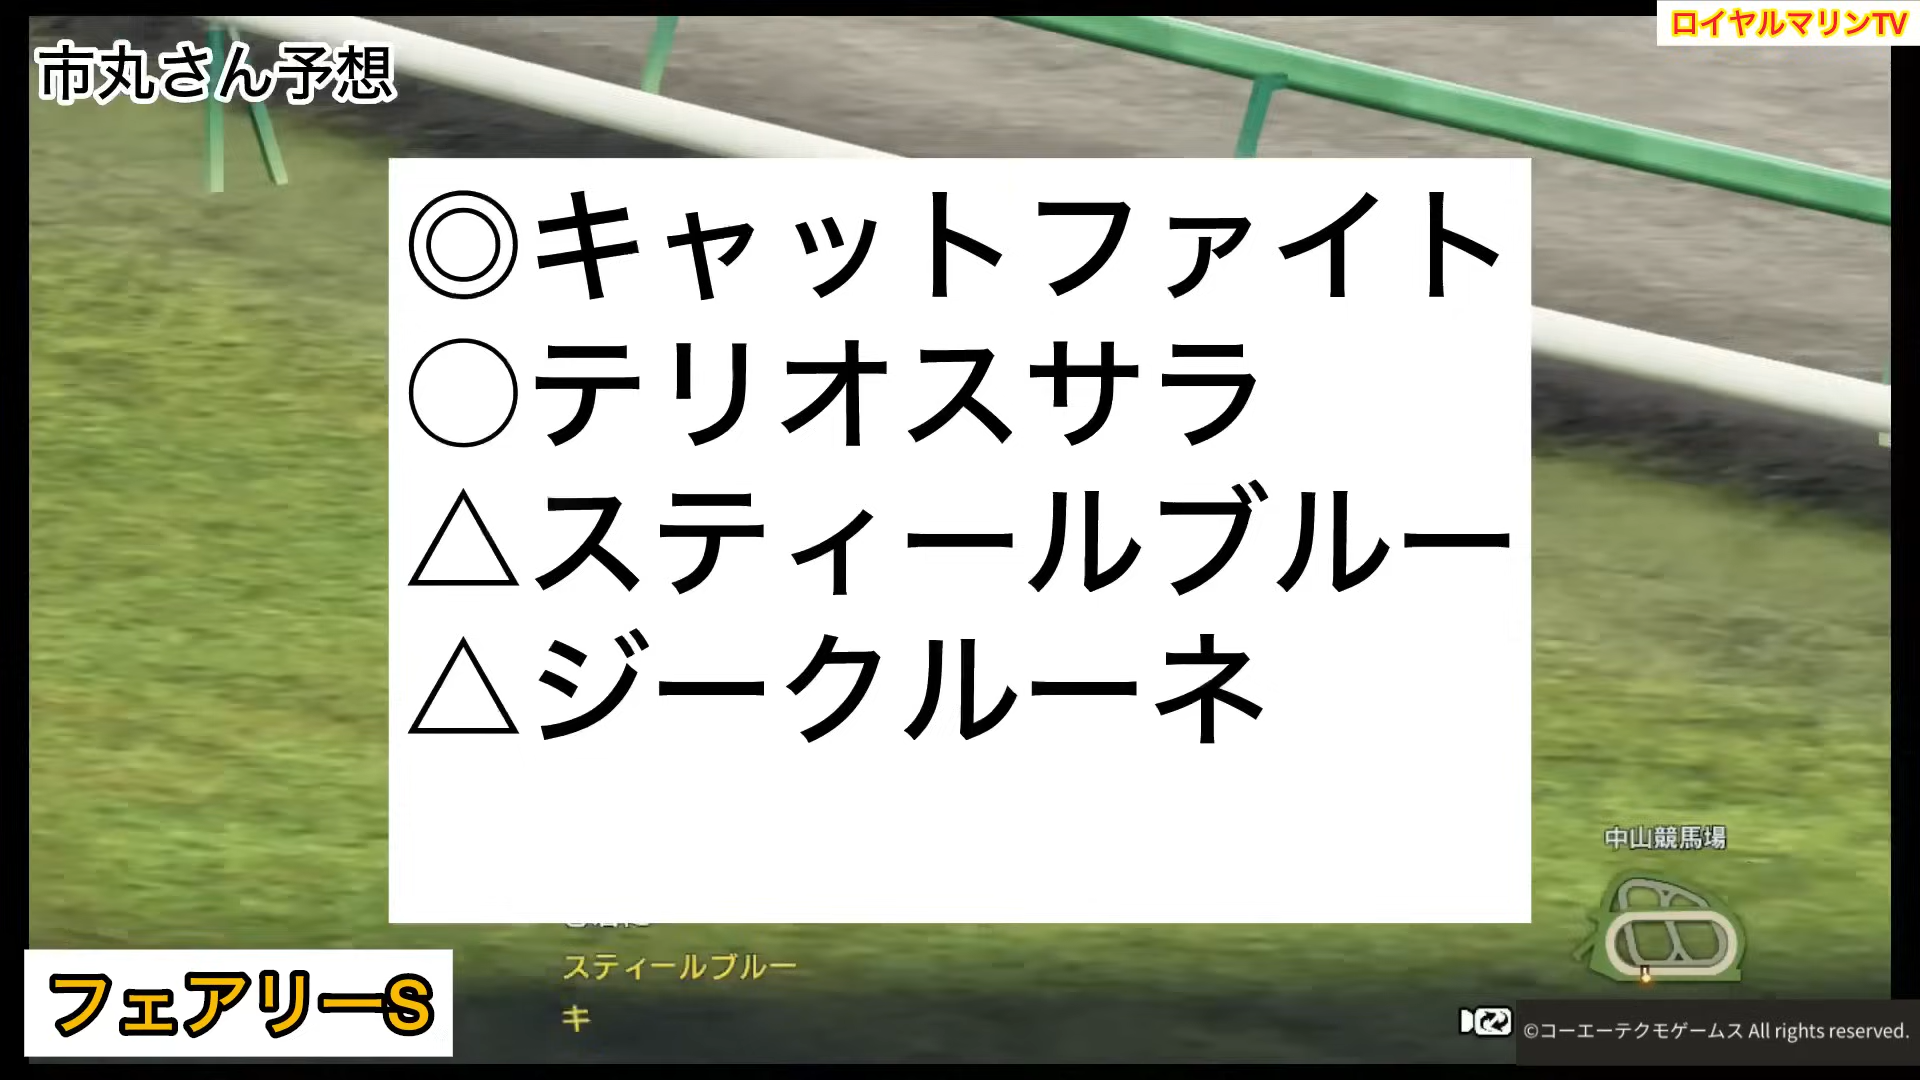 ロイヤルマリンTV
市丸さん予想
◎キャットファイト
○テリオスサラ
△スティールブルー
△ジークルーネ
中山競馬場
スティールブルー
キ
フェアリーS
©コーエーテクモゲームス All rights reserved.